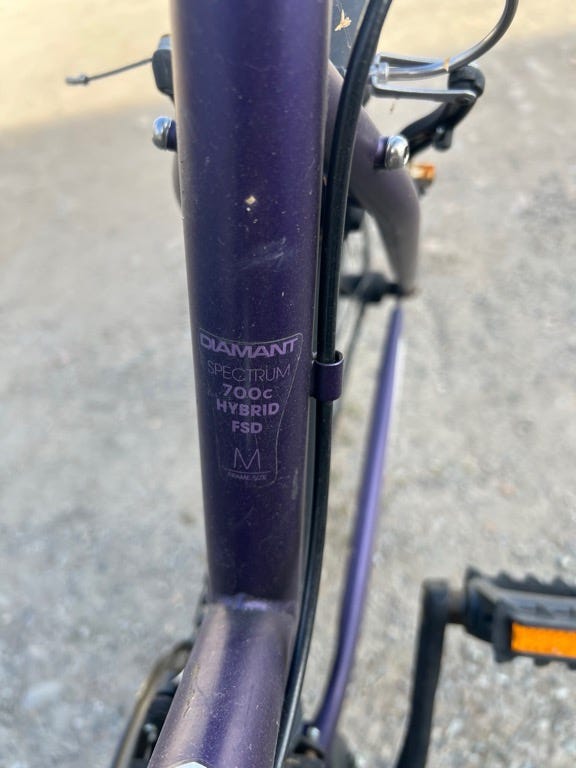 DIAMANT
SPECTRUM
700c
HYBRID
FSD
M
FRAME SIZE